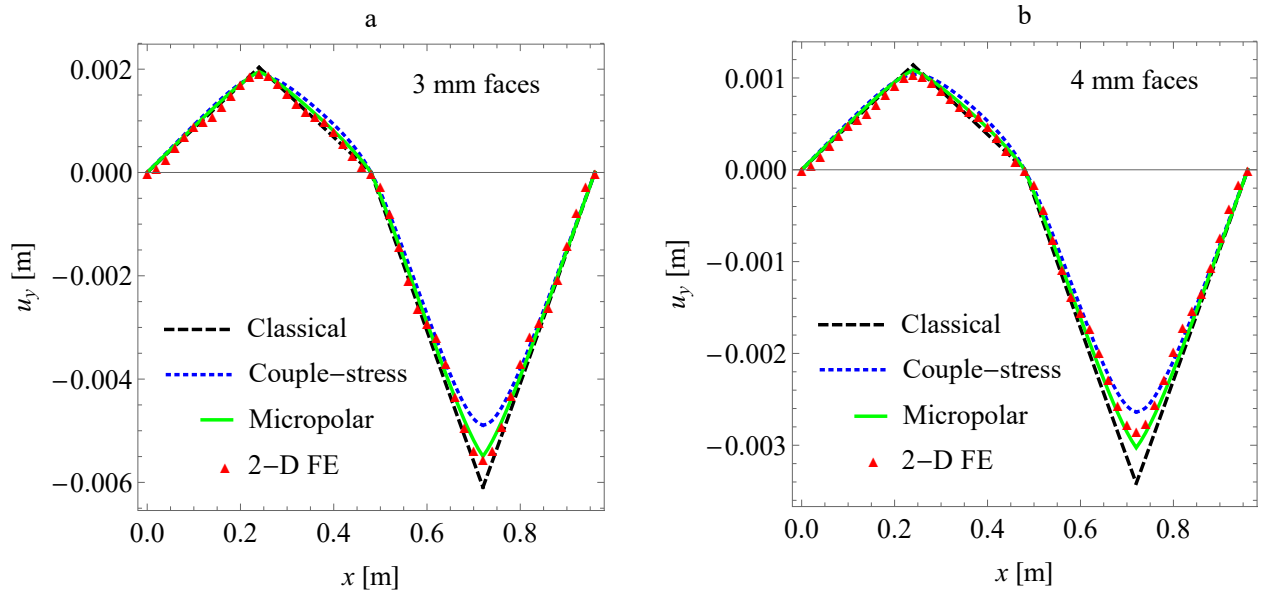 a
3 mm faces
0.002
0.000
−0.002
−0.004
−0.006
u_y [m]
Classical
Couple−stress
Micropolar
2−D FE
0.0 0.2 0.4 0.6 0.8
x [m]
b
4 mm faces
0.001
0.000
−0.001
−0.002
−0.003
u_y [m]
Classical
Couple−stress
Micropolar
2−D FE
0.0 0.2 0.4 0.6 0.8
x [m]